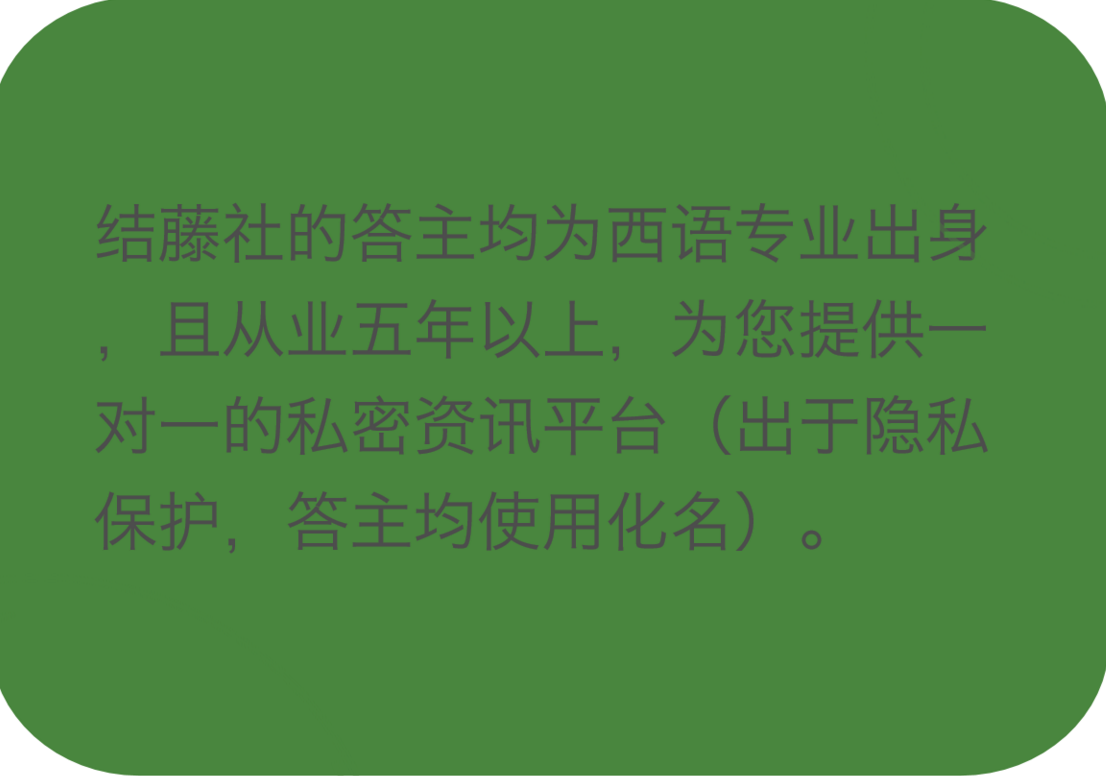 结藤社的答主均为西语专业出身
，且从业五年以上，为您提供一
对一的私密资讯平台（出于隐私
保护，答主均使用化名）。